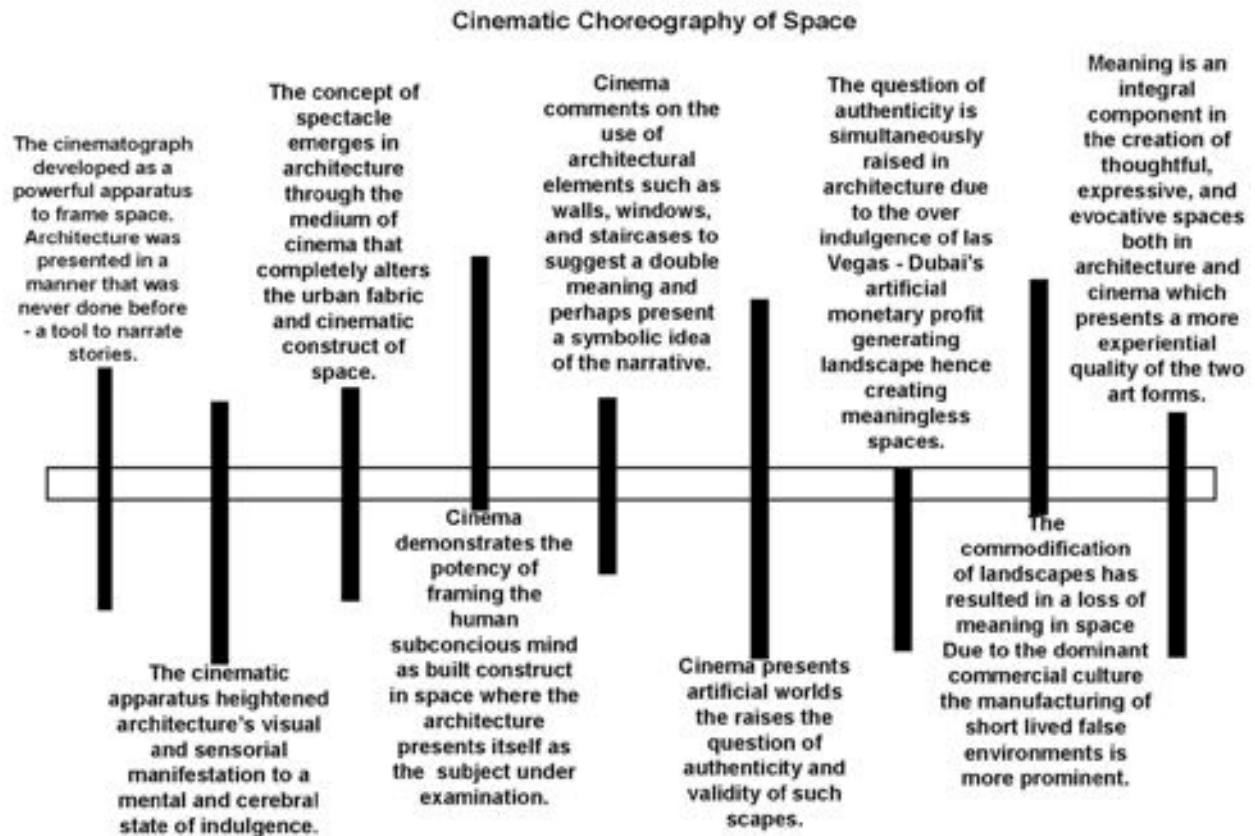 Cinematic Choreography of Space
The cinematograph
developed as a
powerful apparatus
to frame space.
Architecture was
presented in a
manner that was
never done before
- a tool to narrate
stories.
The cinematic
apparatus heightened
architecture's visual
and sensorial
manifestation to a
mental and cerebral
state of indulgence.
The concept of
spectacle
emerges in
architecture
through the
medium of
cinema that
completely alters
the urban fabric
and cinematic
construct of
space.
Cinema
demonstrates the
potency of
framing the
human
subconcious mind
as built construct
in space where the
architecture
presents itself as
the subject under
examination.
Cinema
comments on the
use of
architectural
elements such as
walls, windows,
and staircases to
suggest a double
meaning and
perhaps present
a symbolic idea
of the narrative.
Cinema presents
artificial worlds
the raises the
question of
authenticity and
validity of such
scapes.
The question of
authenticity is
simultaneously
raised in
architecture due
to the over
indulgence of las
Vegas - Dubai's
artificial
monetary profit
generating
landscape hence
creating
meaningless
spaces.
The
commodification
of landscapes has
resulted in a loss of
meaning in space
Due to the dominant
commercial culture
the manufacturing of
short lived false
environments is
more prominent.
Meaning is an
integral
component in
the creation of
thoughtful,
expressive, and
evocative spaces
both in
architecture and
cinema which
presents a more
experiential
quality of the two
art forms.